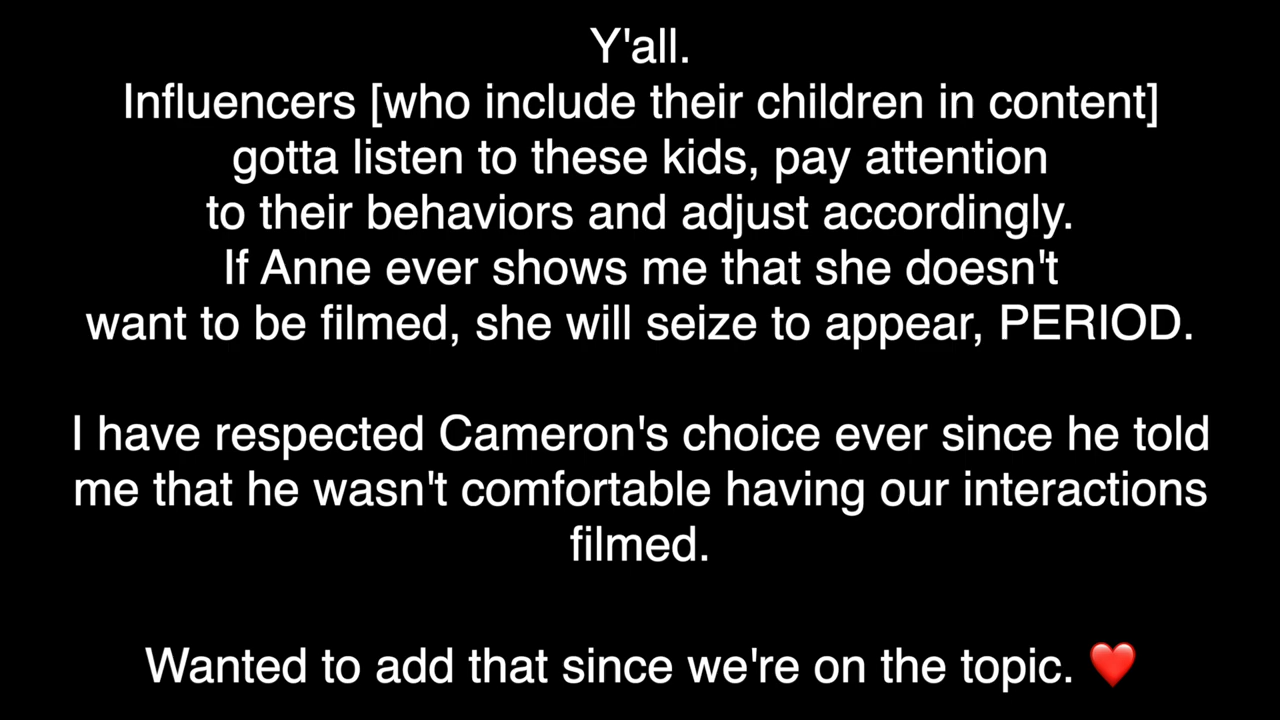 Y'all.
Influencers [who include their children in content]
gotta listen to these kids, pay attention
to their behaviors and adjust accordingly.
If Anne ever shows me that she doesn't
want to be filmed, she will seize to appear, PERIOD.
I have respected Cameron's choice ever since he told
me that he wasn't comfortable having our interactions
filmed.
Wanted to add that since we're on the topic. ❤️